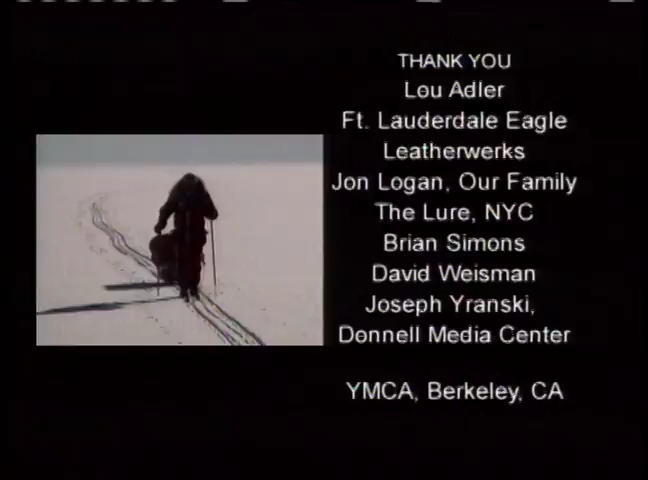 THANK YOU
Lou Adler
Ft. Lauderdale Eagle
Leatherwerks
Jon Logan, Our Family
The Lure, NYC
Brian Simons
David Weisman
Joseph Yranski,
Donnell Media Center
YMCA, Berkeley, CA